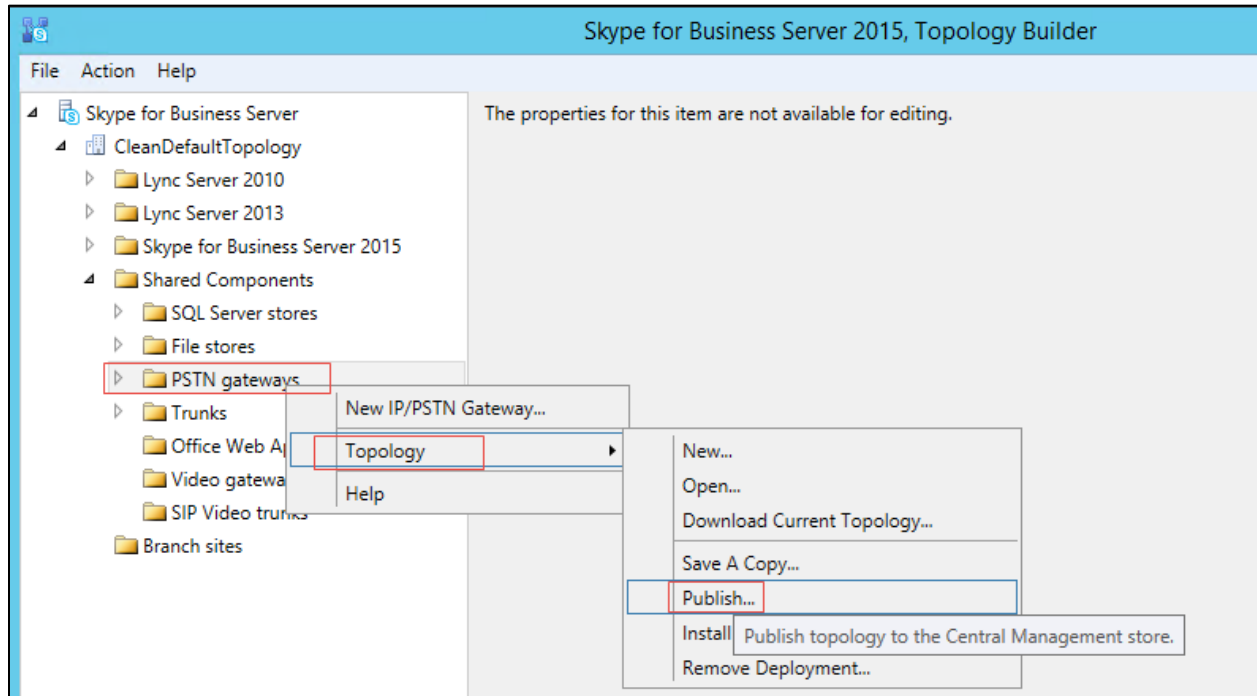 Skype for Business Server 2015, Topology Builder
File Action Help
Skype for Business Server
The properties for this item are not available for editing.
CleanDefaultTopology
Lync Server 2010
Lync Server 2013
Skype for Business Server 2015
Shared Components
SQL Server stores
File stores
PSTN gateways
Trunks
Office Web
Video
SIP Video trunks
Branch sites
New IP/PSTN Gateway...
Topology
Help
New...
Open...
Download Current Topology...
Save A Copy...
Publish...
Install
Publish topology to the Central Management store.
Remove Deployment...